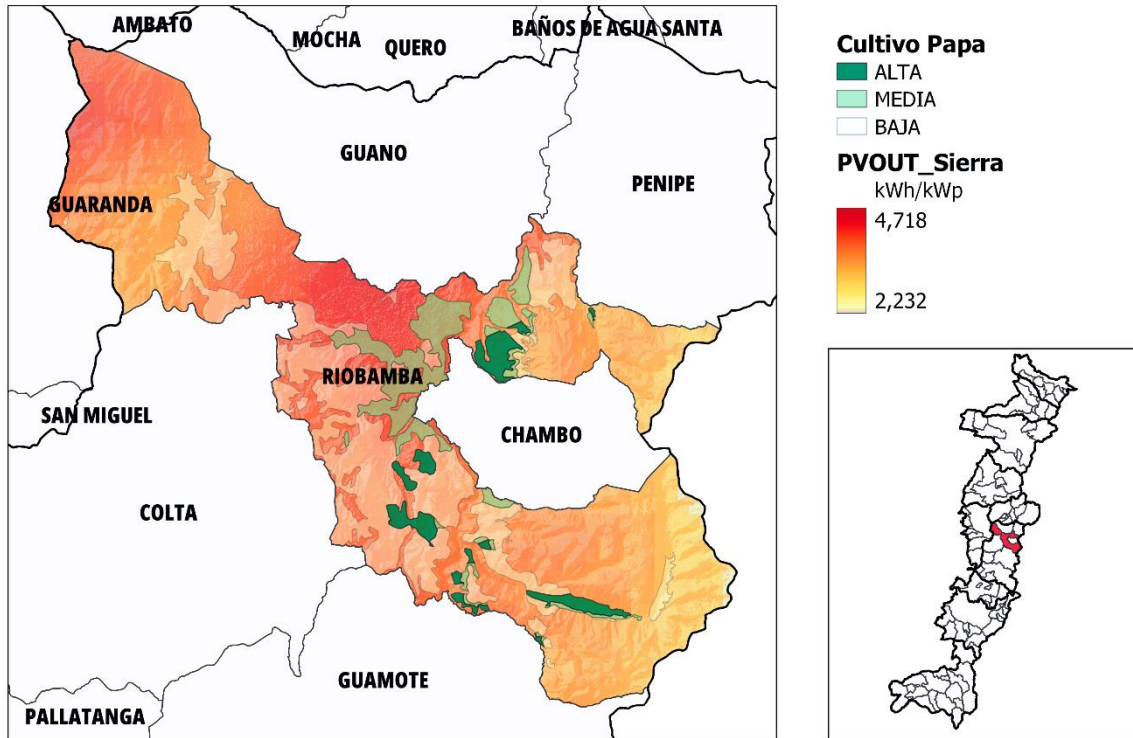 AMBATO
MOCHA
QUERO
BAÑOS DE AGUA SANTA
GUANO
PENIPE
GUARANDA
RIOBAMBA
SAN MIGUEL
CHAMBO
COLTA
GUAMOTE
PALLATANGA
Cultivo Papa
ALTA
MEDIA
BAJA
PVOUT_Sierra
kWh/kWp
4,718
2,232